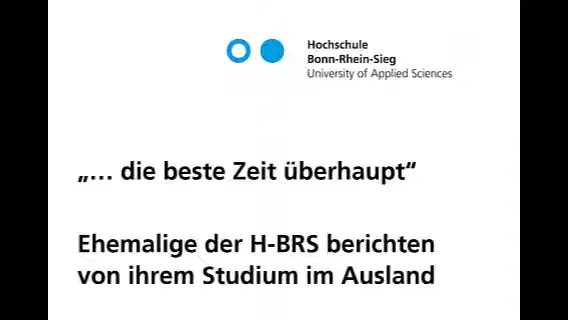 Hochschule
Bonn-Rhein-Sieg
University of Applied Sciences
„... die beste Zeit überhaupt“
Ehemalige der H-BRS berichten
von ihrem Studium im Ausland